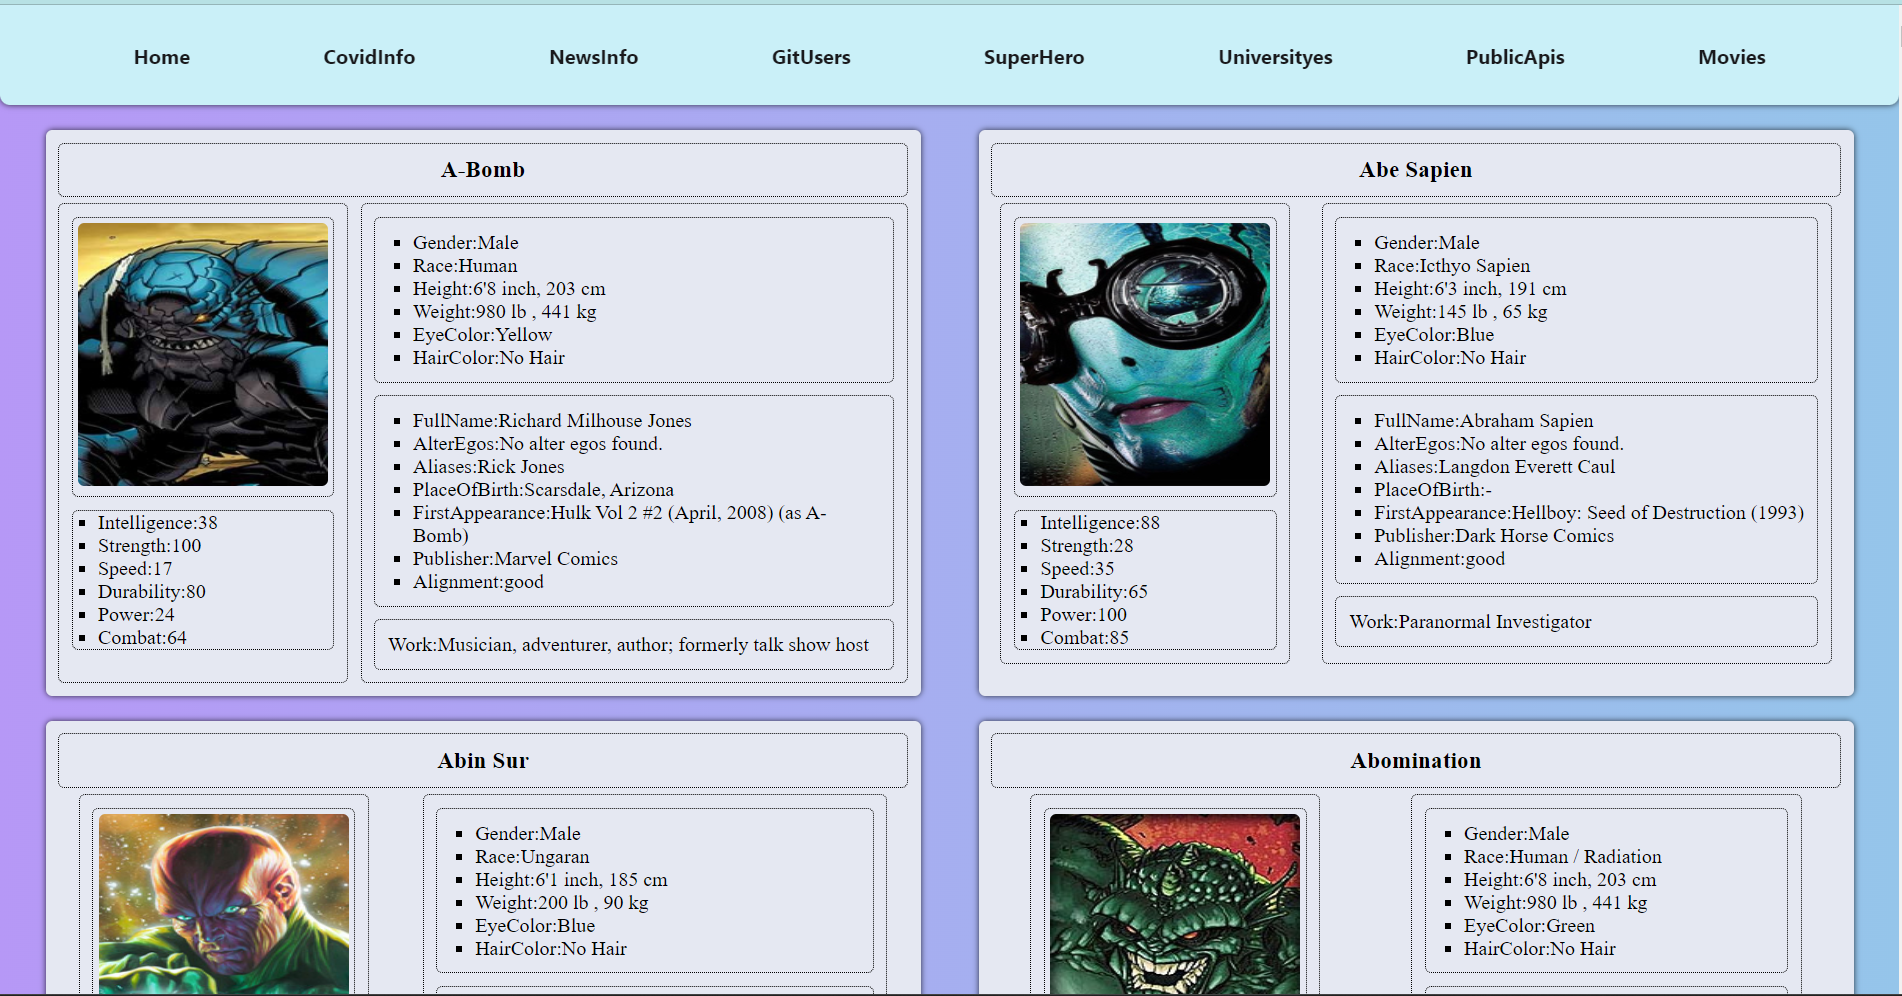 Home CovidInfo NewsInfo GitUsers SuperHero Universityes PublicApis Movies
A-Bomb
Gender:Male
Race:Human
Height:6'8 inch, 203 cm
Weight:980 lb , 441 kg
EyeColor:Yellow
HairColor:No Hair
FullName:Richard Milhouse Jones
AlterEgos:No alter egos found.
Aliases:Rick Jones
PlaceOfBirth:Scarsdale, Arizona
FirstAppearance:Hulk Vol 2 #2 (April, 2008) (as A-
Bomb)
Publisher:Marvel Comics
Alignment:good
Work:Musician, adventurer, author; formerly talk show host
Intelligence:38
Strength:100
Speed:17
Durability:80
Power:24
Combat:64
Abe Sapien
Gender:Male
Race:Icthyo Sapien
Height:6'3 inch, 191 cm
Weight:145 lb , 65 kg
EyeColor:Blue
HairColor:No Hair
FullName:Abraham Sapien
AlterEgos:No alter egos found.
Aliases:Langdon Everett Caul
PlaceOfBirth:-
FirstAppearance:Hellboy: Seed of Destruction (1993)
Publisher:Dark Horse Comics
Alignment:good
Work:Paranormal Investigator
Intelligence:88
Strength:28
Speed:35
Durability:65
Power:100
Combat:85
Abin Sur
Gender:Male
Race:Ungaran
Height:6'1 inch, 185 cm
Weight:200 lb , 90 kg
EyeColor:Blue
HairColor:No Hair
Abomination
Gender:Male
Race:Human / Radiation
Height:6'8 inch, 203 cm
Weight:980 lb , 441 kg
EyeColor:Green
HairColor:No Hair